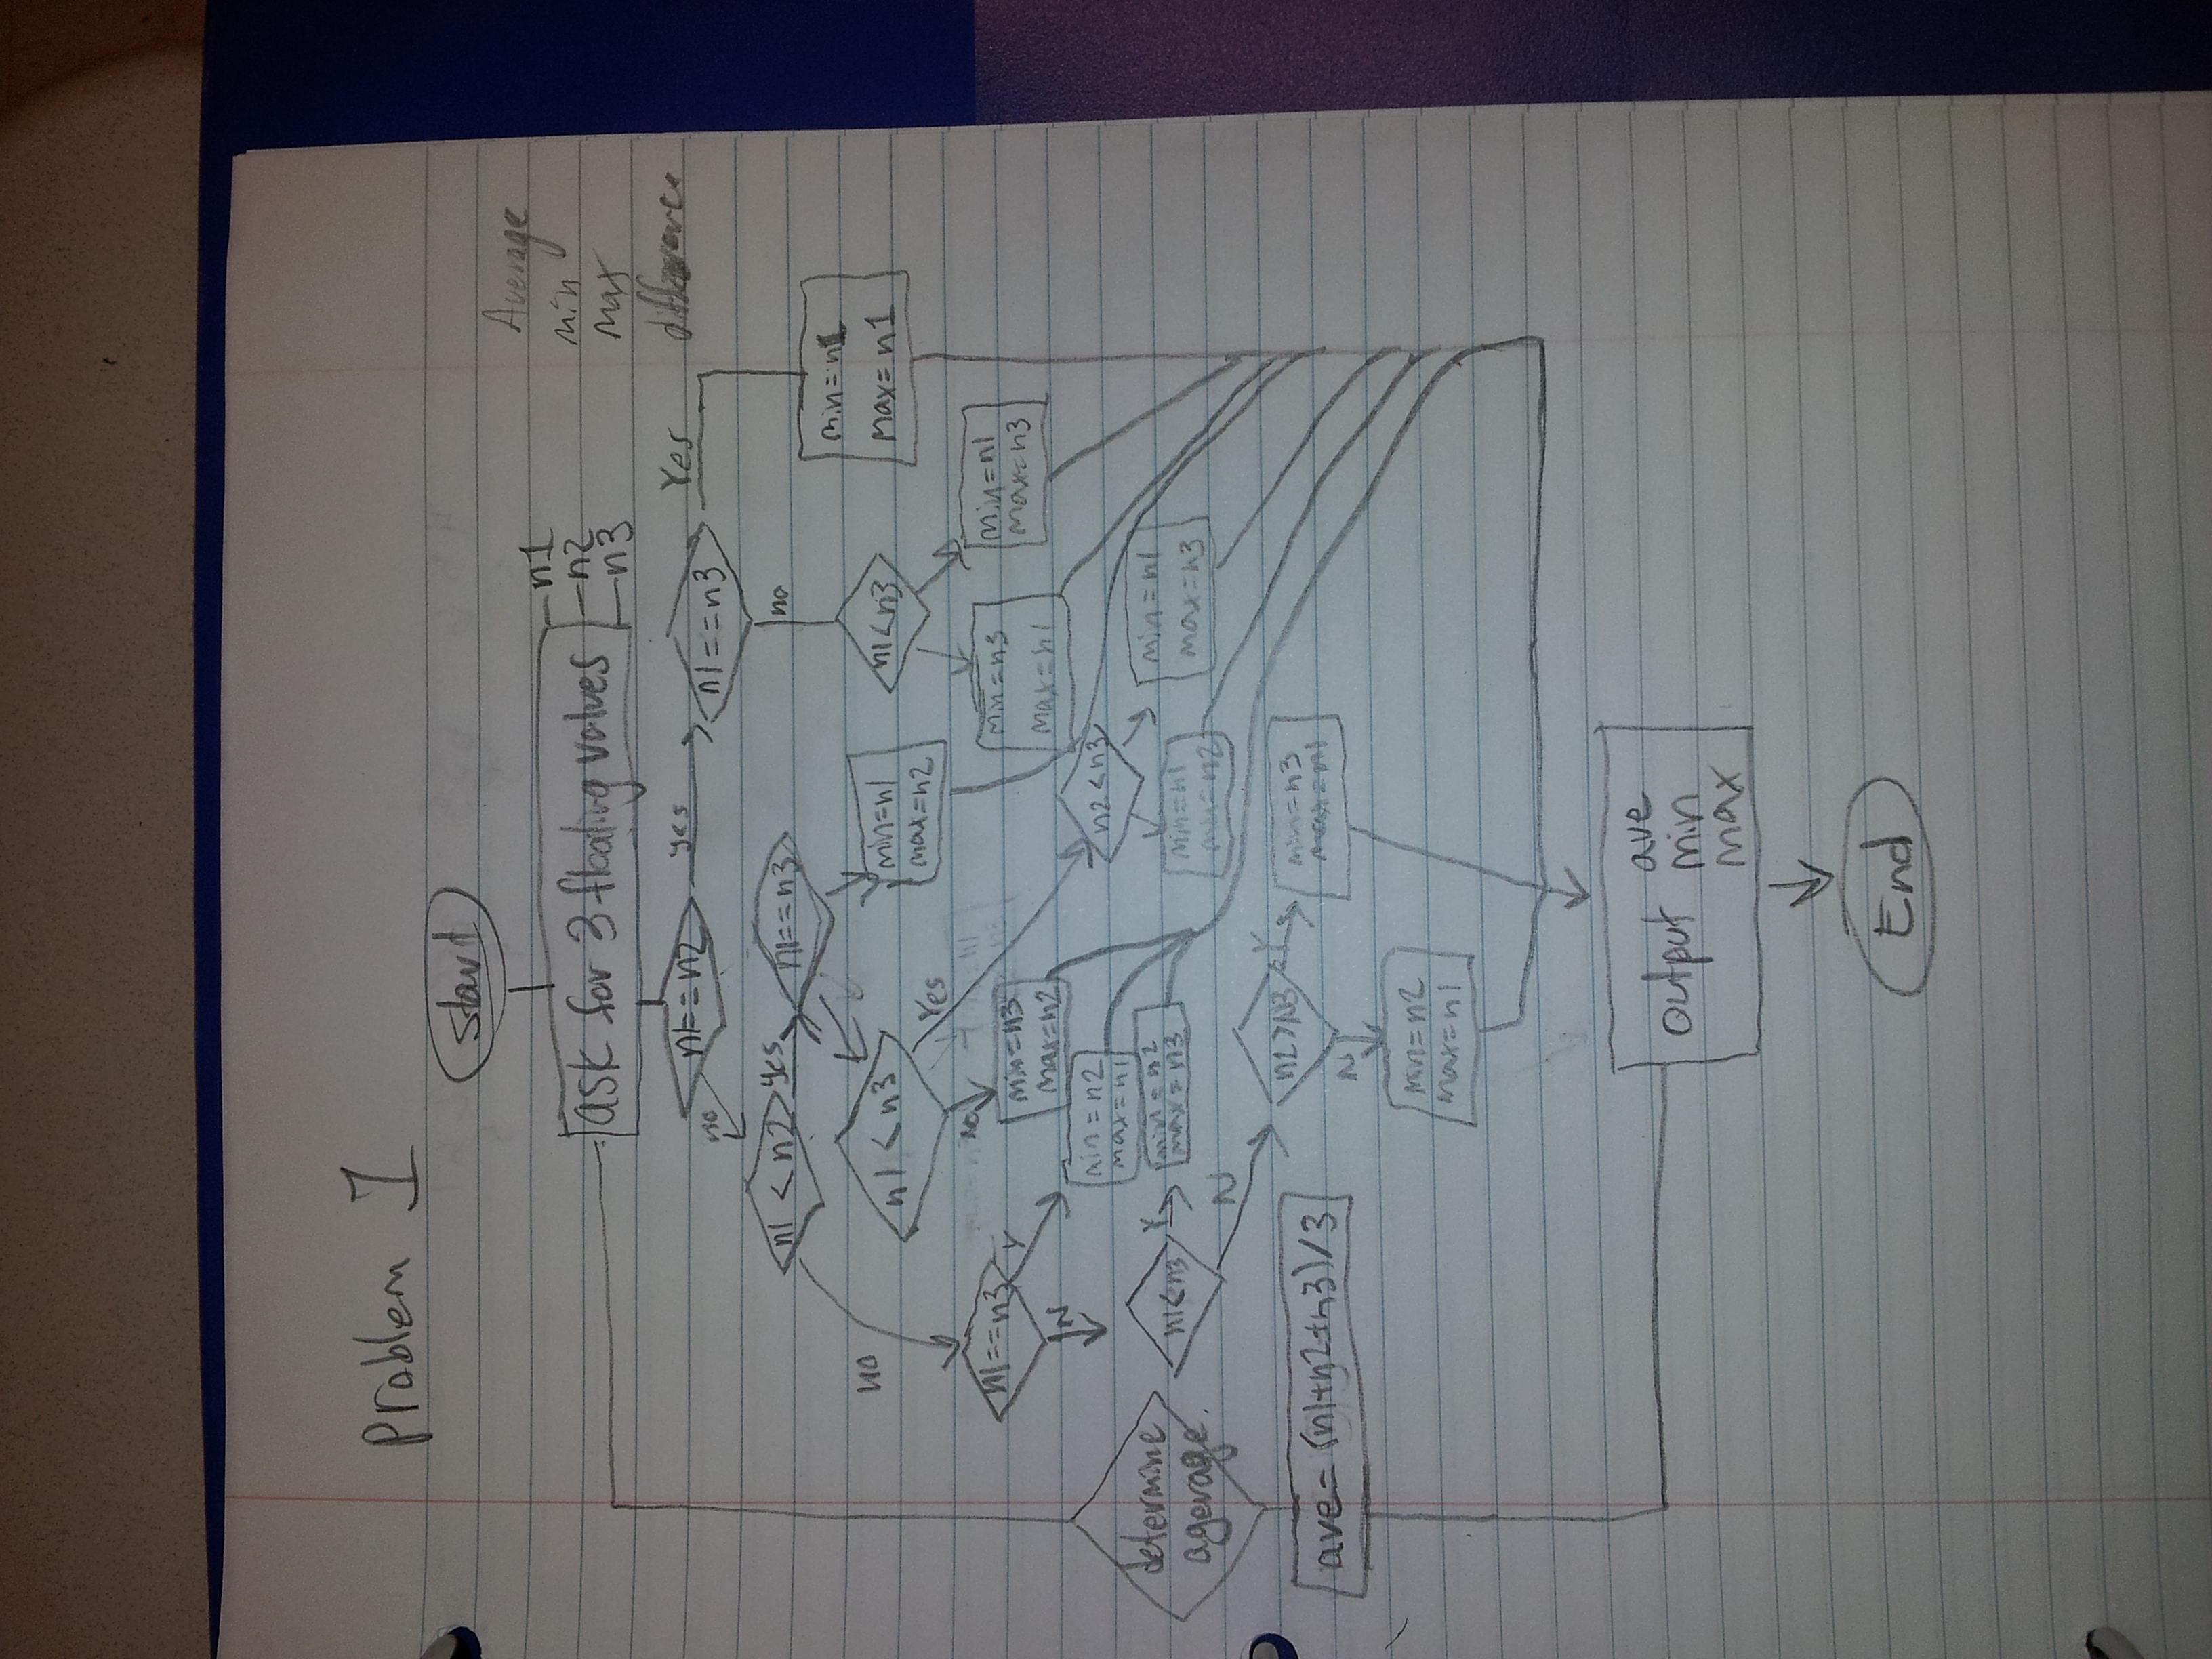 Problem 1
Average
min
max
difference
Start
ask for 3 floating values
n1
n2
n3
n1==n2
yes
n1==n3
Yes
min=n1
max=n1
no
n1<n3
min=n1
max=n3
min=n3
max=n1
no
n1<n2
yes
n1==n3
min=n1
max=n2
n1<n3
Yes
n2<n3
min=n1
max=n3
min=n1
min=n2
No
min=n3
max=n2
no
n1==n3
Y
min=n2
max=n1
N
n1<n3
Y
min=n2
max=n3
N
n2>n3
Y
min=n3
max=n1
N
min=n2
max=n1
determine
agerage.
ave=(n1+n2+n3)/3
output ave
min
max
End